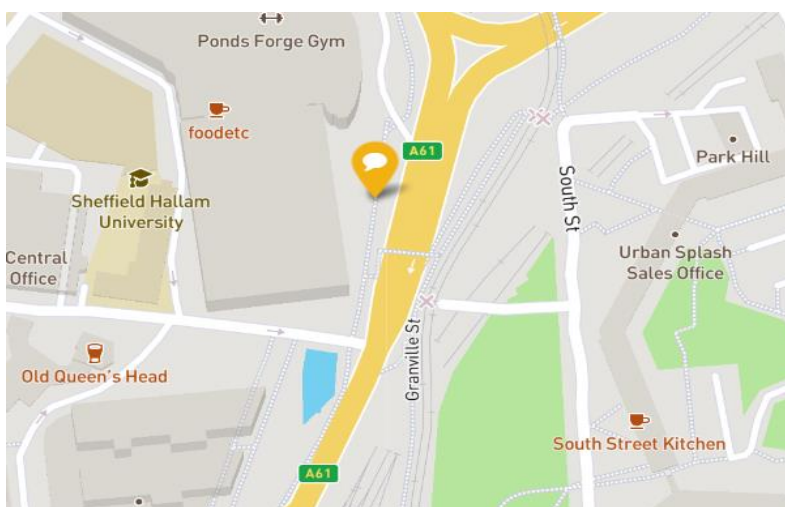 Ponds Forge Gym
foodetc
A61
Park Hill
Sheffield Hallam
University
South St
Central
Office
Urban Splash
Sales Office
Granville St
Old Queen's Head
South Street Kitchen
A61